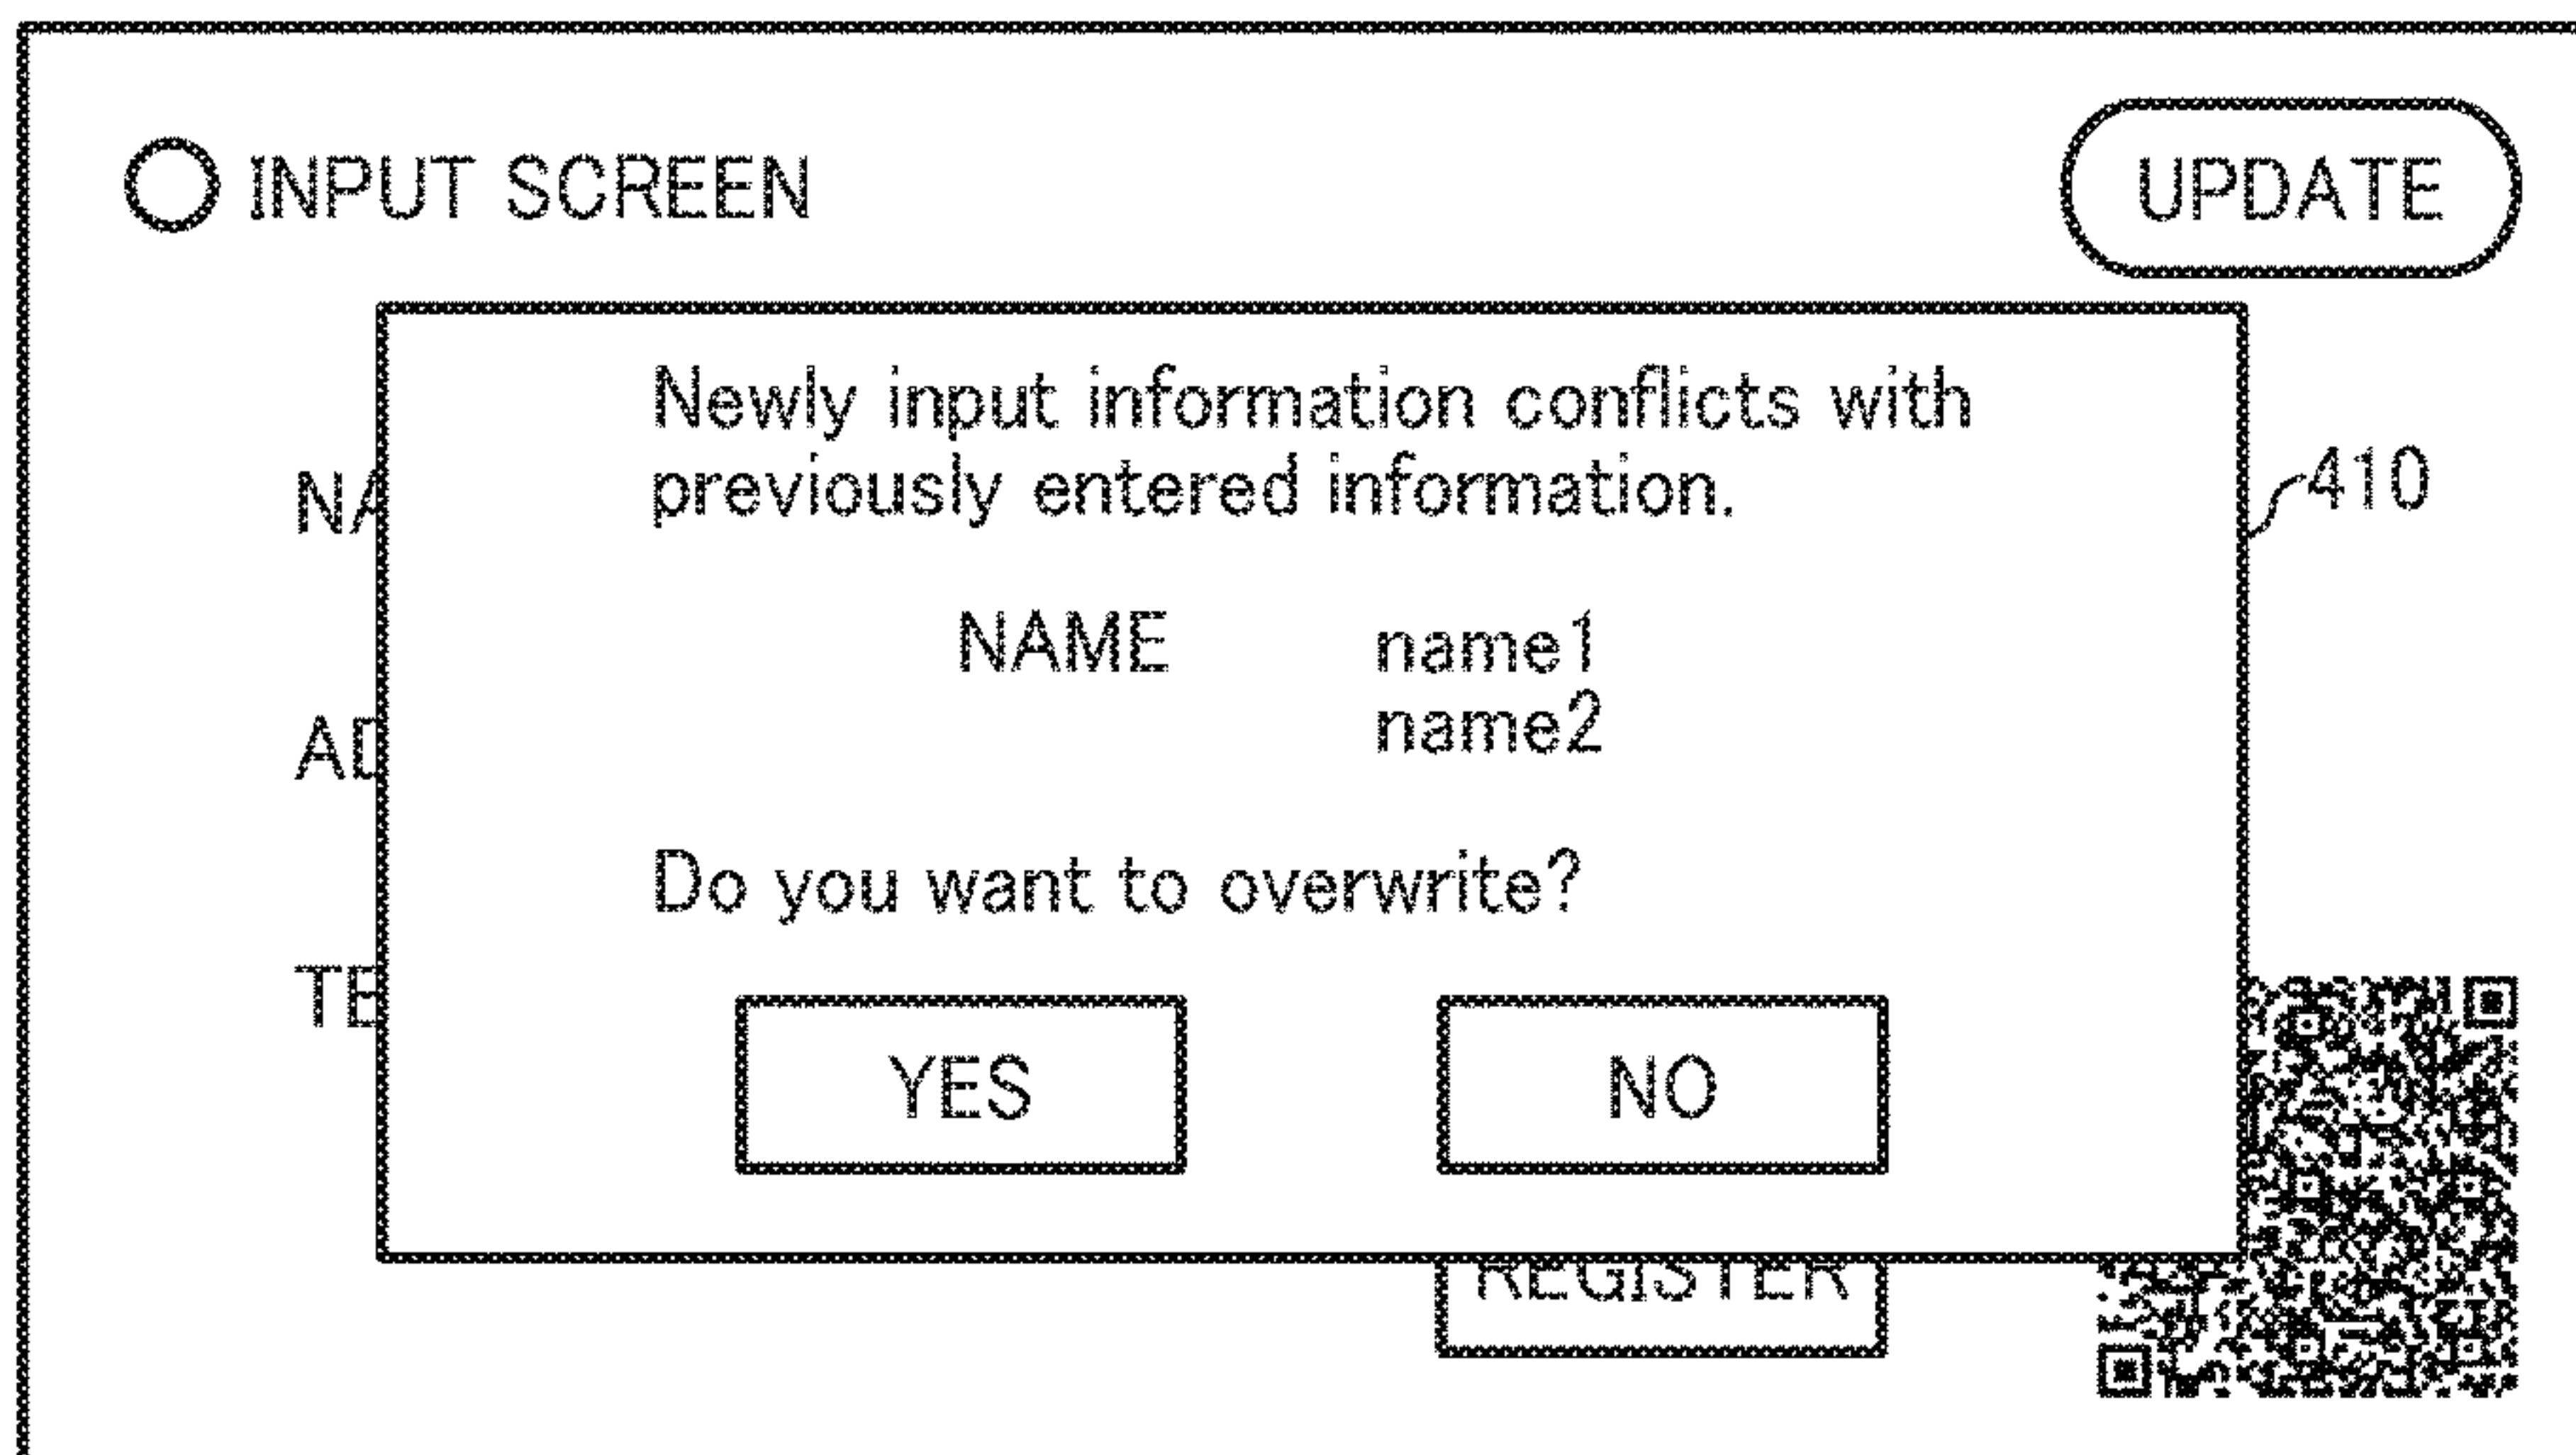 INPUT SCREEN
UPDATE
Newly input information conflicts with
previously entered information.
410
NAME name1
name2
Do you want to overwrite?
YES NO
REGISTER